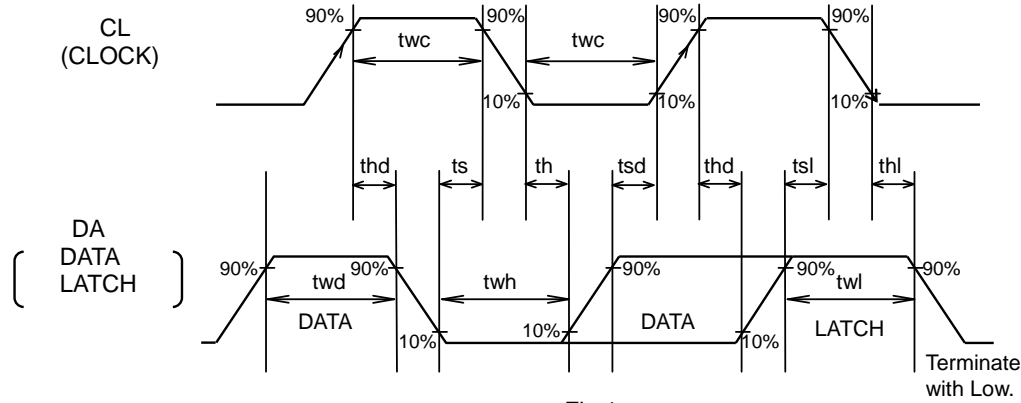 CL
(CLOCK)
90% 90% 90% 90%
twc twc
10% 10% 10%
thd ts th tsd thd tsl thl
DA
DATA
LATCH
90% 90% 90% 90% 90%
twd twh twl
DATA DATA LATCH
10% 10% 10%
Terminate
with Low.